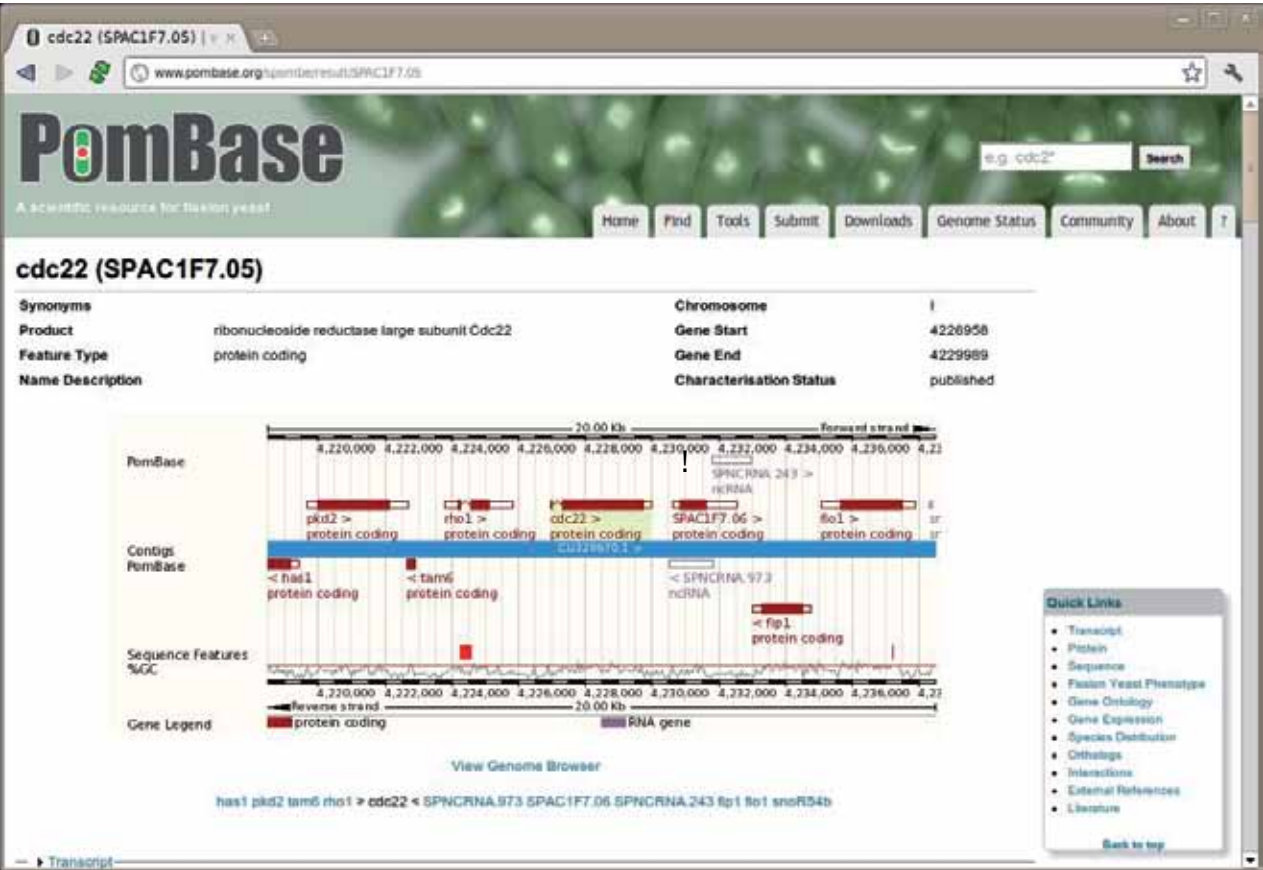 cdc22 (SPAC1F7.05) |
www.pombase.org/spombe/result/SPAC1F7.05
PomBase
A scientific resource for fission yeast
e.g. cdc2* Search
Home Find Tools Submit Downloads Genome Status Community About ?
cdc22 (SPAC1F7.05)
Synonyms Chromosome I
Product ribonucleoside reductase large subunit Cdc22 Gene Start 4226958
Feature Type protein coding Gene End 4229989
Name Description Characterisation Status published
20.00 Kb Forward strand
4,220,000 4,222,000 4,224,000 4,226,000 4,228,000 4,230,000 4,232,000 4,234,000 4,236,000 4,23
PomBase
!
SPNCRNA.243 >
ncRNA
pkd2 > rho1 > cdc22 > SPAC1F7.06 > flo1 >
protein coding protein coding protein coding protein coding protein coding
Contigs CU329670.1 >
PomBase
< has1 < tam6 < SPNCRNA.973
protein coding protein coding ncRNA
< fip1
protein coding
Sequence Features
%GC
4,220,000 4,222,000 4,224,000 4,226,000 4,228,000 4,230,000 4,232,000 4,234,000 4,236,000 4,23
Reverse strand 20.00 Kb
Gene Legend protein coding RNA gene
View Genome Browser
has1 pkd2 tam6 rho1 > cdc22 < SPNCRNA.973 SPAC1F7.06 SPNCRNA.243 fip1 flo1 snoR54b
Transcript
Quick Links
Transcript
Protein
Sequence
Fission Yeast Phenotype
Gene Ontology
Gene Expression
Species Distribution
Orthologs
Interactions
External References
Literature
Back to top